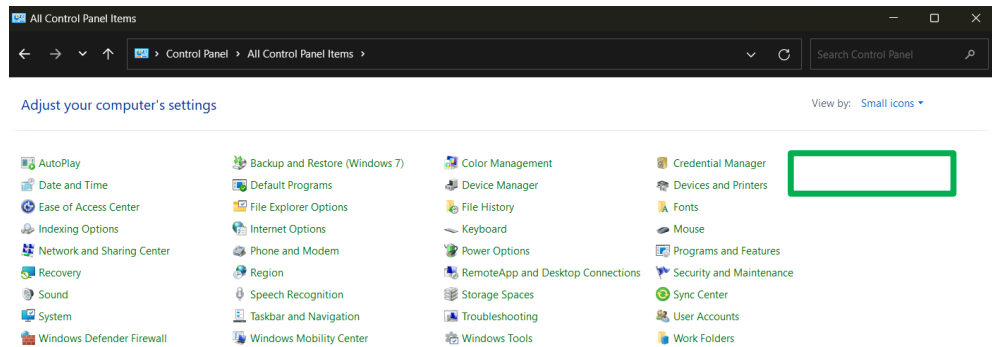 All Control Panel Items
Control Panel > All Control Panel Items >
Search Control Panel
Adjust your computer's settings
View by: Small icons
AutoPlay Backup and Restore (Windows 7) Color Management Credential Manager
Date and Time Default Programs Device Manager Devices and Printers
Ease of Access Center File Explorer Options File History Fonts
Indexing Options Internet Options Keyboard Mouse
Network and Sharing Center Phone and Modem Power Options Programs and Features
Recovery Region RemoteApp and Desktop Connections Security and Maintenance
Sound Speech Recognition Storage Spaces Sync Center
System Taskbar and Navigation Troubleshooting User Accounts
Windows Defender Firewall Windows Mobility Center Windows Tools Work Folders